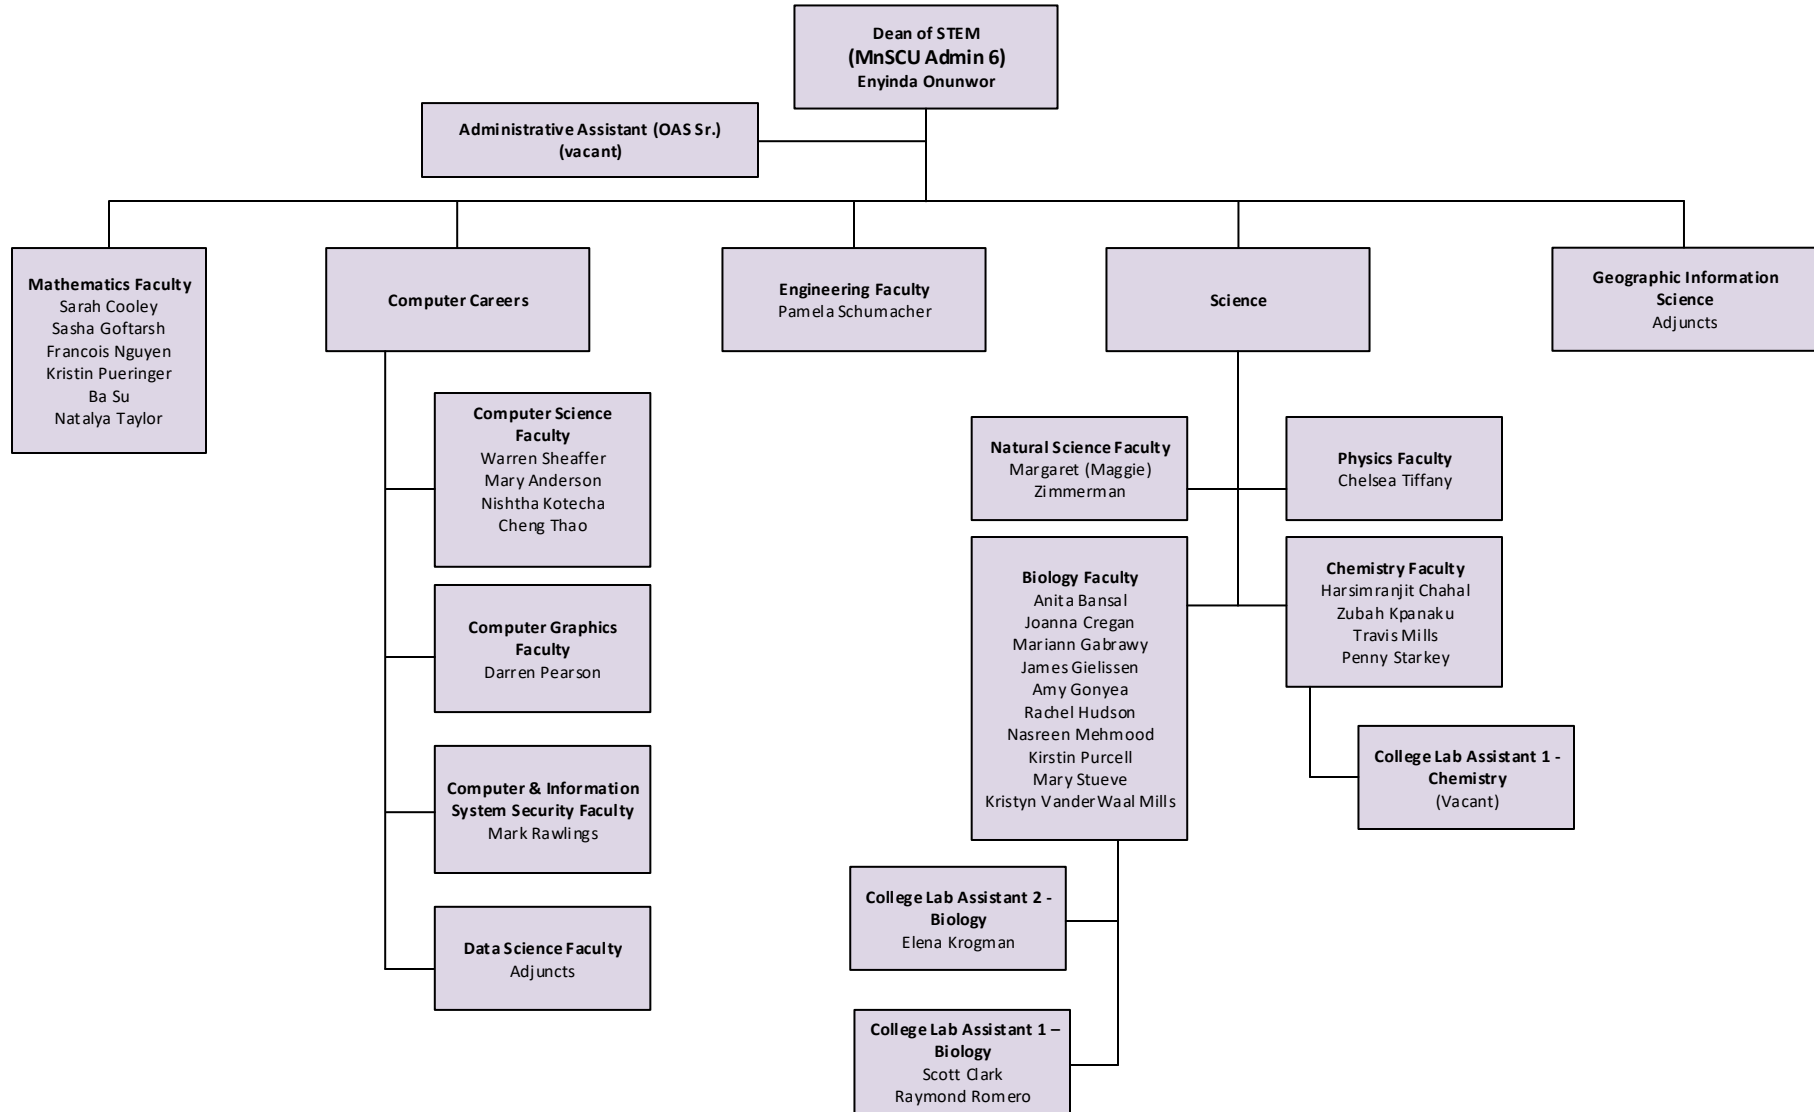 Dean of STEM
(MnSCU Admin 6)
Enyinda Onunwor
Administrative Assistant (OAS Sr.)
(vacant)
Mathematics Faculty
Sarah Cooley
Sasha Goftarsh
Francois Nguyen
Kristin Pueringer
Ba Su
Natalya Taylor
Computer Careers
Engineering Faculty
Pamela Schumacher
Science
Geographic Information
Science
Adjuncts
Computer Science
Faculty
Warren Sheaffer
Mary Anderson
Nishtha Kotecha
Cheng Thao
Computer Graphics
Faculty
Darren Pearson
Computer & Information
System Security Faculty
Mark Rawlings
Data Science Faculty
Adjuncts
Natural Science Faculty
Margaret (Maggie)
Zimmerman
Physics Faculty
Chelsea Tiffany
Biology Faculty
Anita Bansal
Joanna Cregan
Mariann Gabrawy
James Gielissen
Amy Gonyea
Rachel Hudson
Nasreen Mehmood
Kirstin Purcell
Mary Stueve
Kristyn VanderWaal Mills
Chemistry Faculty
Harsimranjit Chahal
Zubah Kpanaku
Travis Mills
Penny Starkey
College Lab Assistant 1 -
Chemistry
(Vacant)
College Lab Assistant 2 -
Biology
Elena Krogman
College Lab Assistant 1 –
Biology
Scott Clark
Raymond Romero